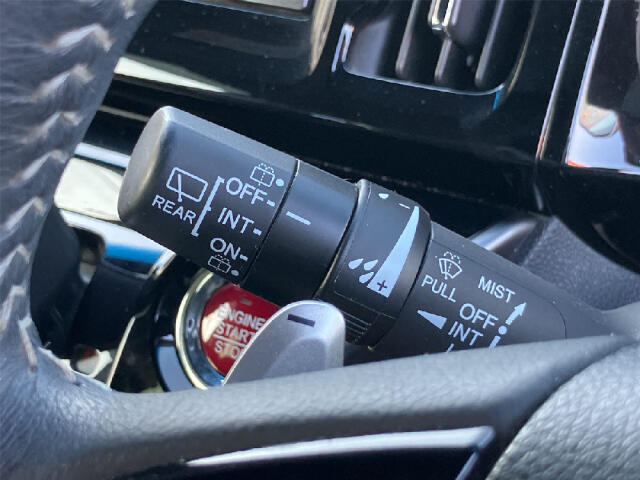 REAR
OFF
INT
ON
- +
PULL
MIST
OFF
INT
ENGINE
START
STOP